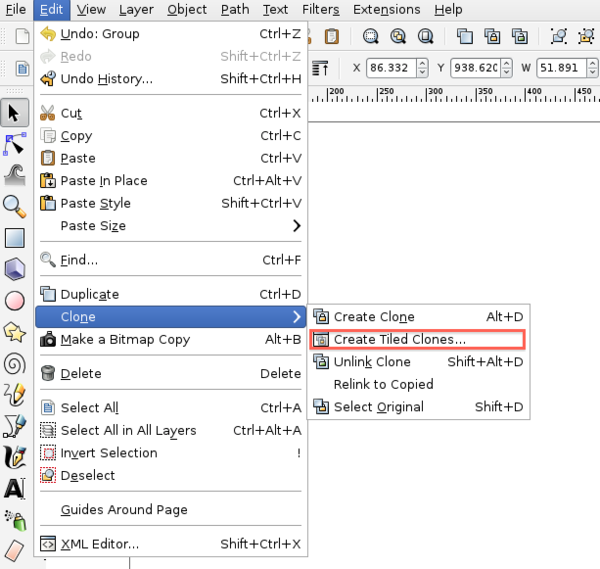 File Edit View Layer Object Path Text Filters Extensions Help
Undo: Group Ctrl+Z
Redo Shift+Ctrl+Z
Undo History... Shift+Ctrl+H
X 86.332 Y 938.620 W 51.891
200 250 300 350 400 450
Cut Ctrl+X
Copy Ctrl+C
Paste Ctrl+V
Paste In Place Ctrl+Alt+V
Paste Style Shift+Ctrl+V
Paste Size
Find... Ctrl+F
Duplicate Ctrl+D
Clone
Create Clone Alt+D
Make a Bitmap Copy Alt+B
Create Tiled Clones...
Unlink Clone Shift+Alt+D
Delete Delete
Relink to Copied
Select All Ctrl+A
Select Original Shift+D
Select All in All Layers Ctrl+Alt+A
Invert Selection !
Deselect
Guides Around Page
XML Editor... Shift+Ctrl+X